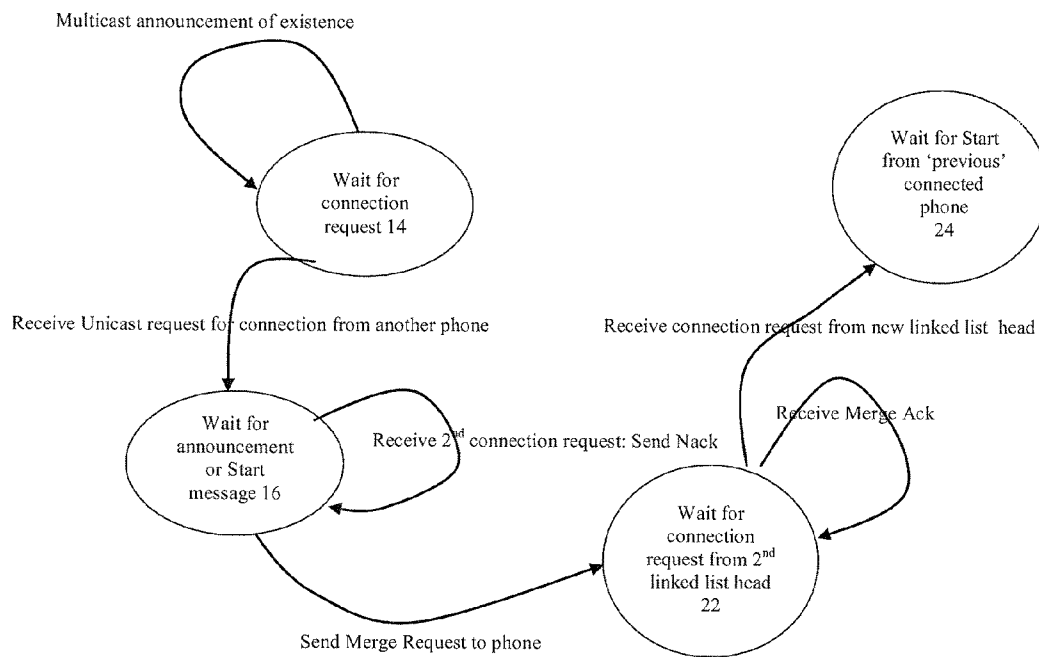 Multicast announcement of existence
Wait for
connection
request 14
Wait for Start
from ‘previous’
connected
phone
24
Receive Unicast request for connection from another phone
Receive connection request from new linked list head
Wait for
announcement
or Start
message 16
Receive 2nd connection request: Send Nack
Receive Merge Ack
Wait for
connection
request from 2nd
linked list head
22
Send Merge Request to phone